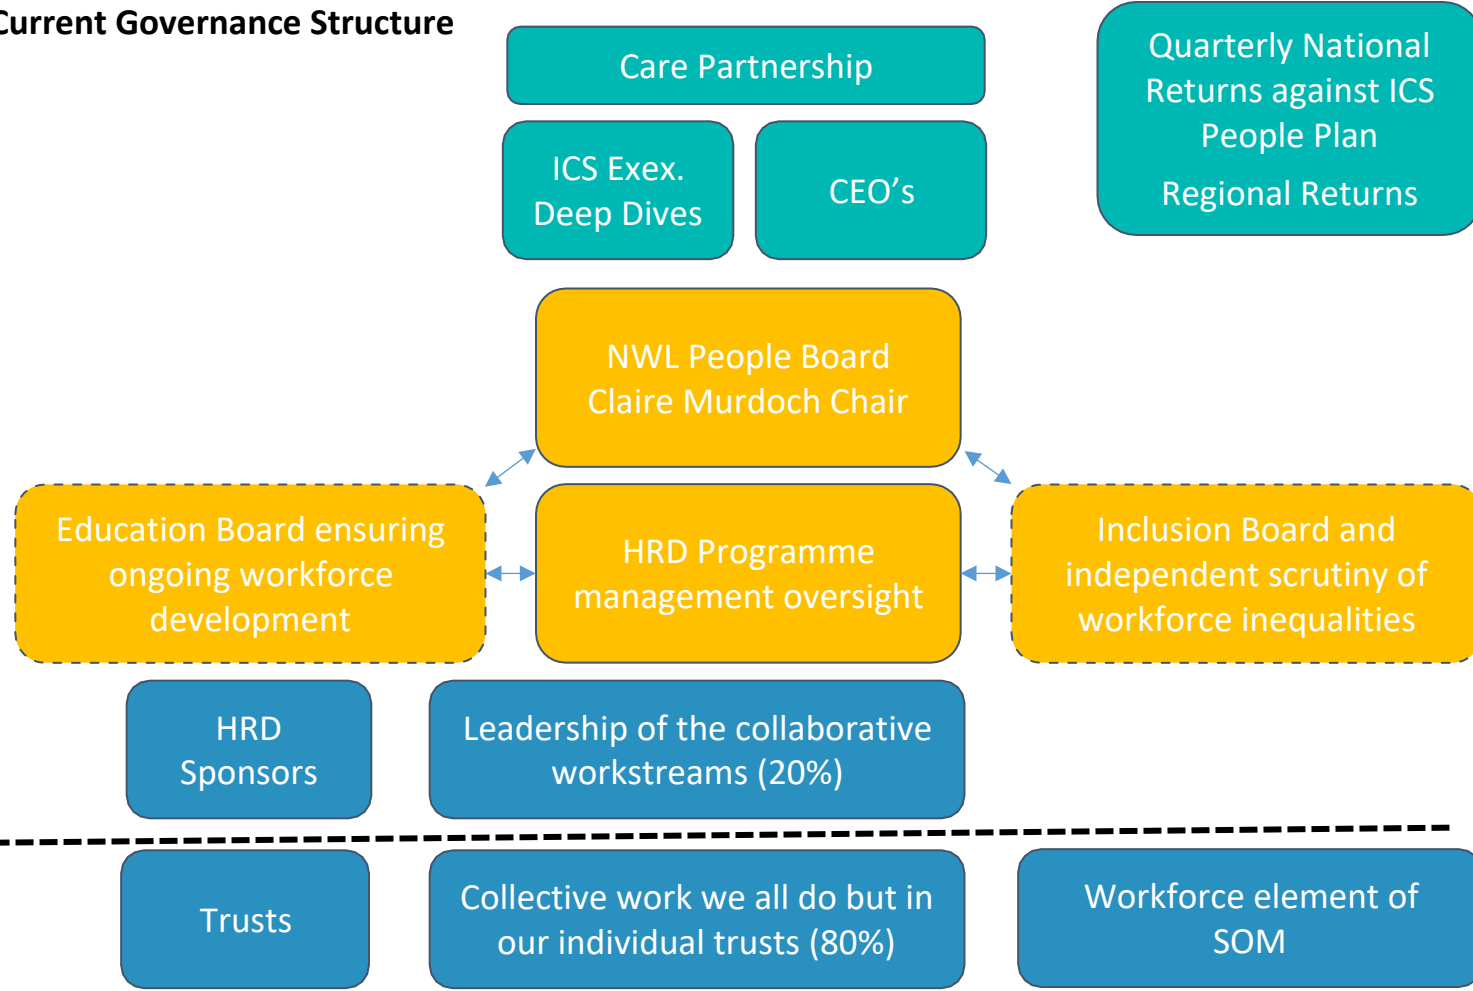 Current Governance Structure
Care Partnership
Quarterly National
Returns against ICS
People Plan
Regional Returns
ICS Exex.
Deep Dives
CEO’s
NWL People Board
Claire Murdoch Chair
Education Board ensuring
ongoing workforce
development
HRD Programme
management oversight
Inclusion Board and
independent scrutiny of
workforce inequalities
HRD
Sponsors
Leadership of the collaborative
workstreams (20%)
Trusts
Collective work we all do but in
our individual trusts (80%)
Workforce element of
SOM